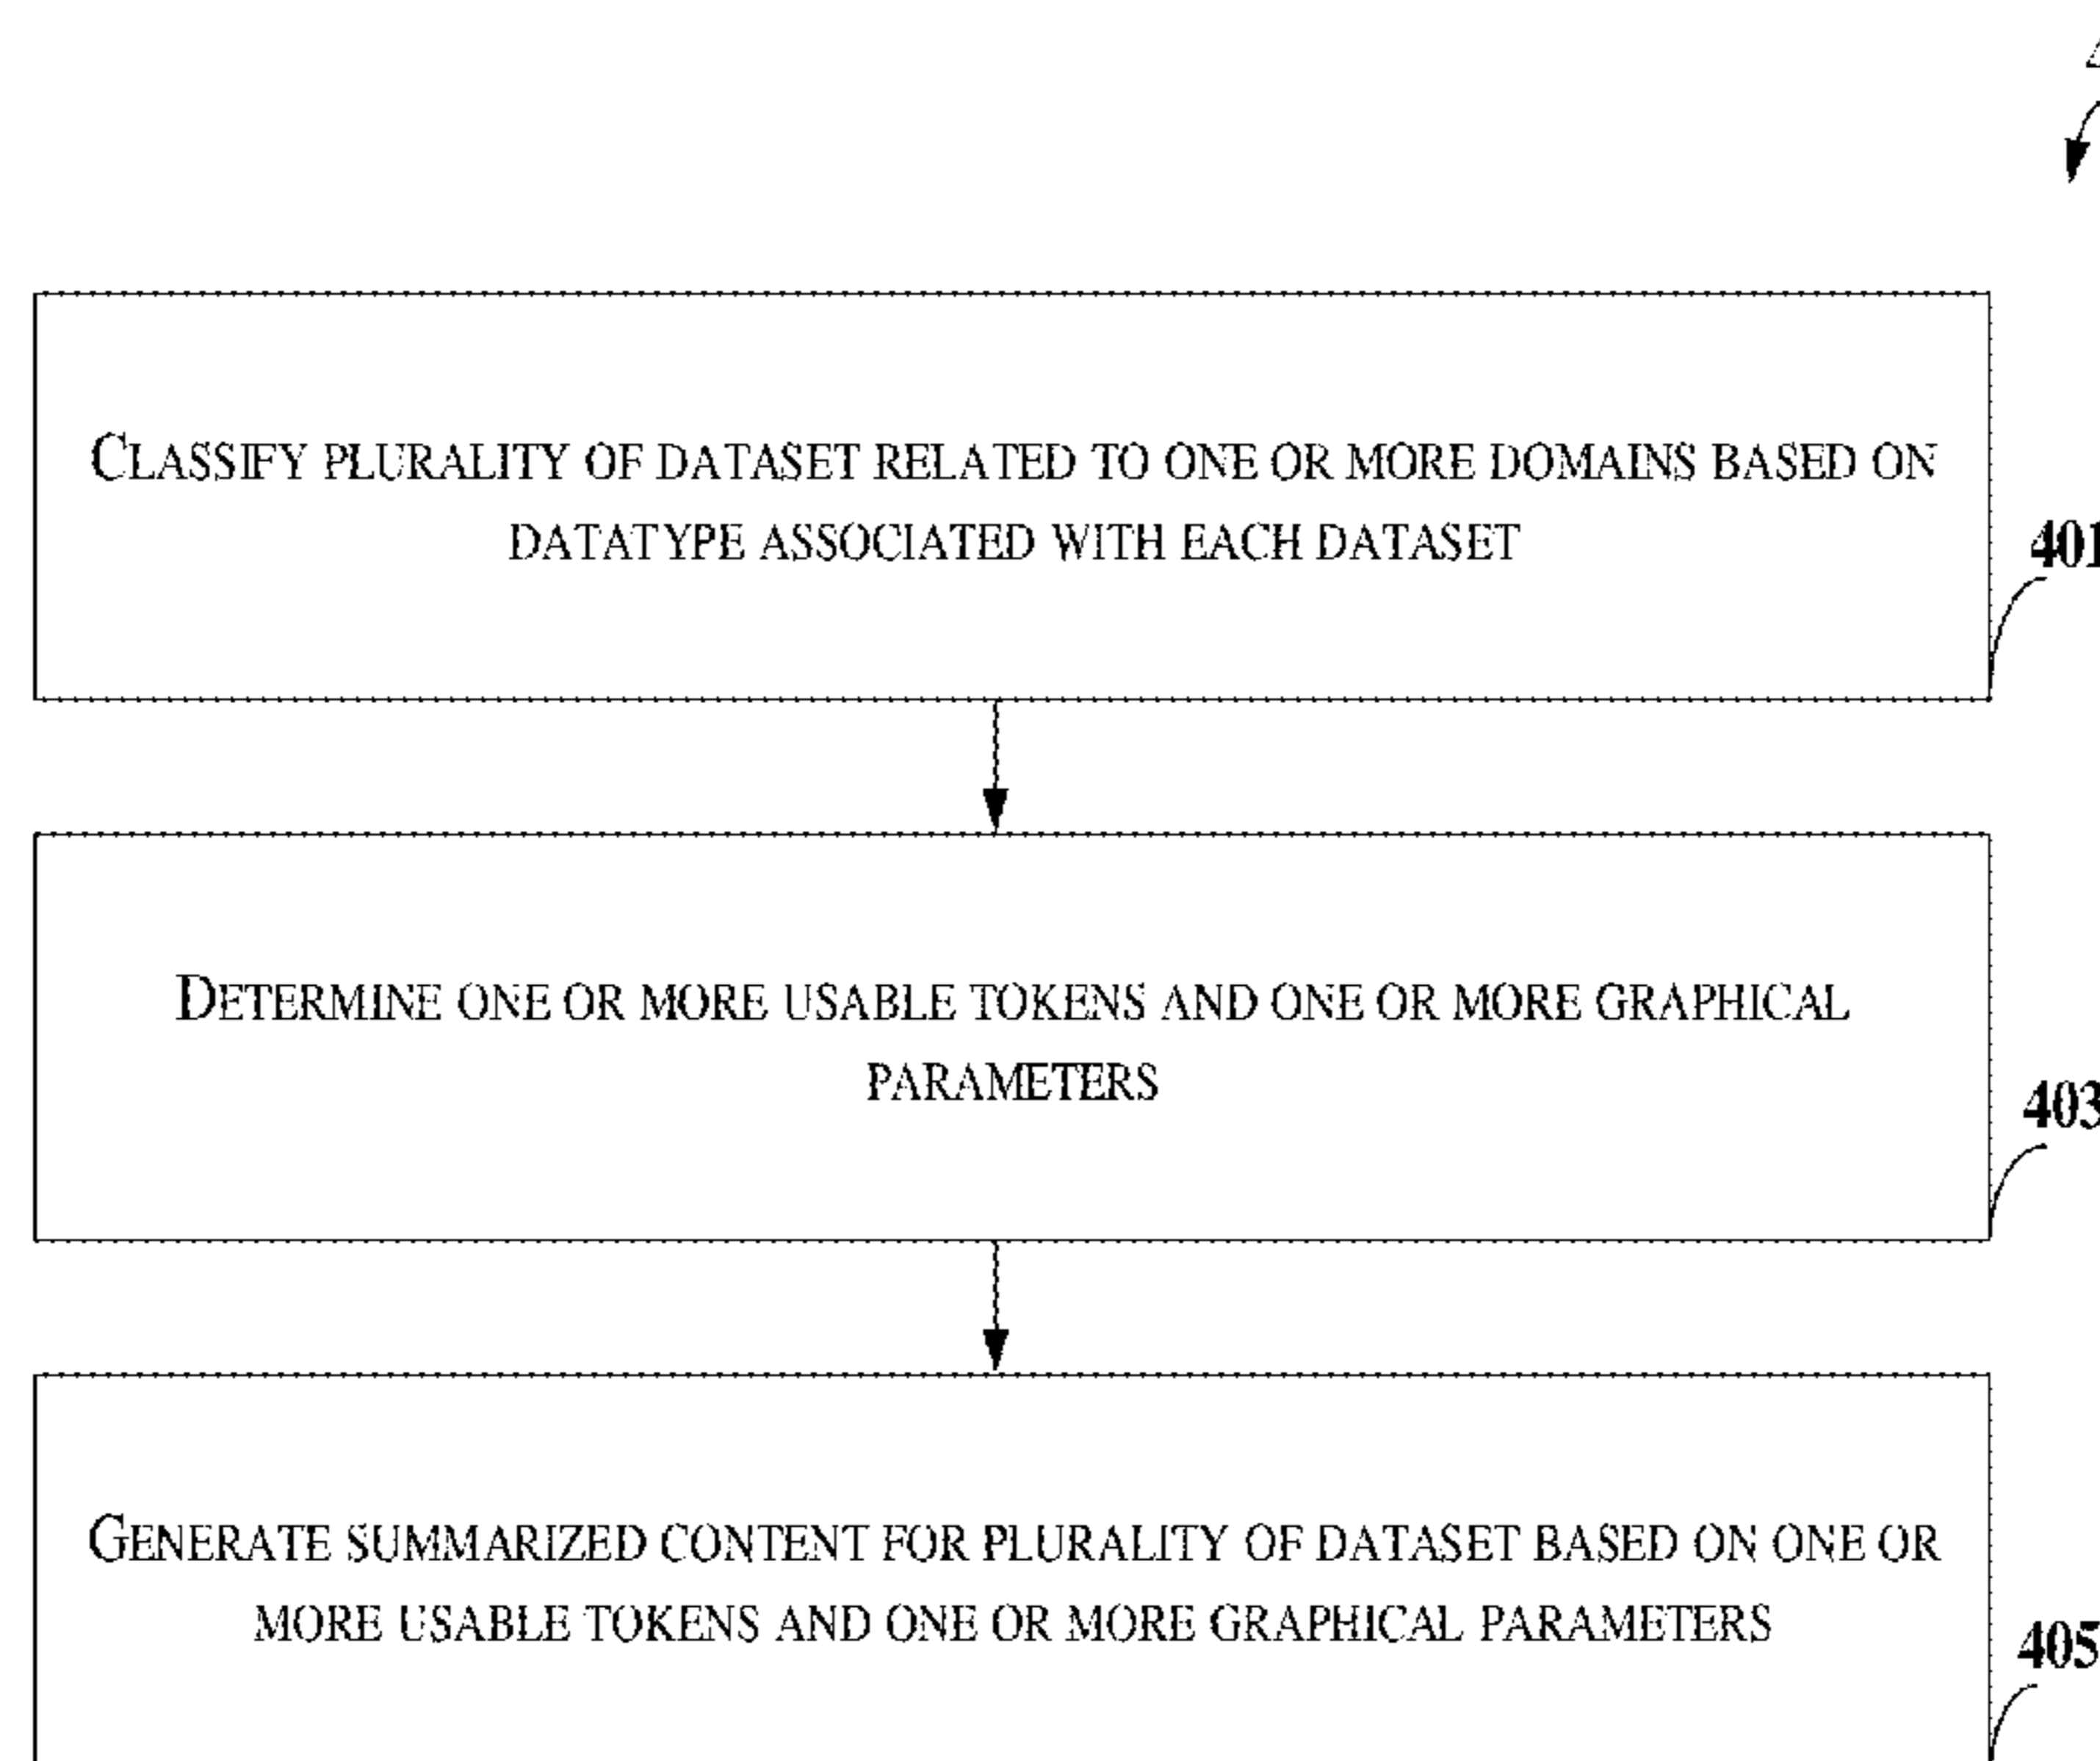 CLASSIFY PLURALITY OF DATASET RELATED TO ONE OR MORE DOMAINS BASED ON
DATATYPE ASSOCIATED WITH EACH DATASET
401
DETERMINE ONE OR MORE USABLE TOKENS AND ONE OR MORE GRAPHICAL
PARAMETERS
403
GENERATE SUMMARIZED CONTENT FOR PLURALITY OF DATASET BASED ON ONE OR
MORE USABLE TOKENS AND ONE OR MORE GRAPHICAL PARAMETERS
405